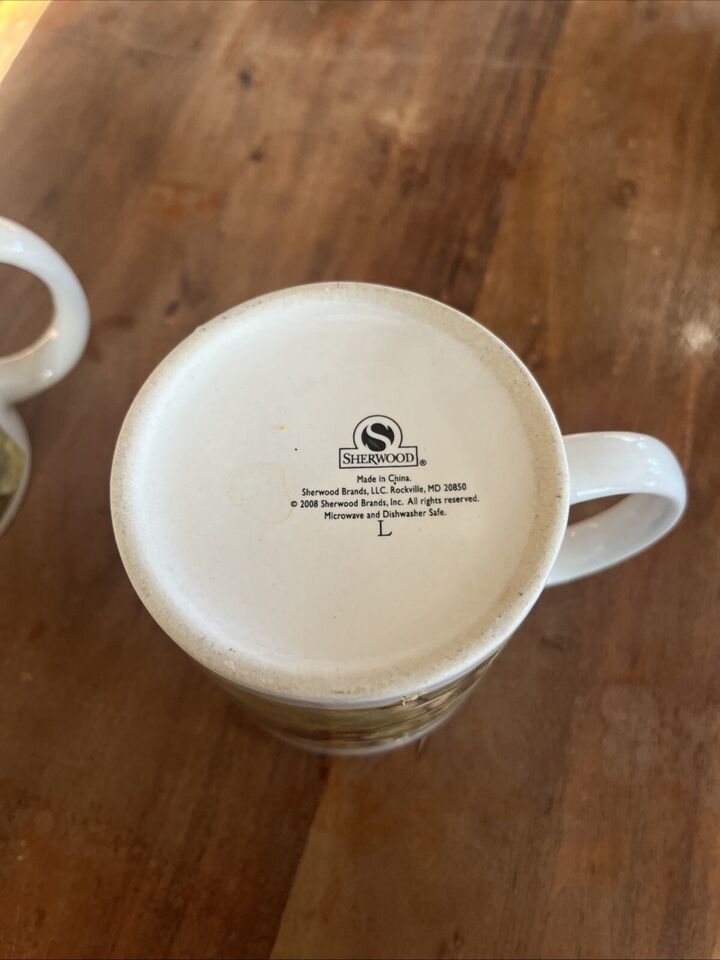 S
SHERWOOD®
Made in China.
Sherwood Brands, LLC. Rockville, MD 20850
© 2008 Sherwood Brands, Inc. All rights reserved.
Microwave and Dishwasher Safe.
L